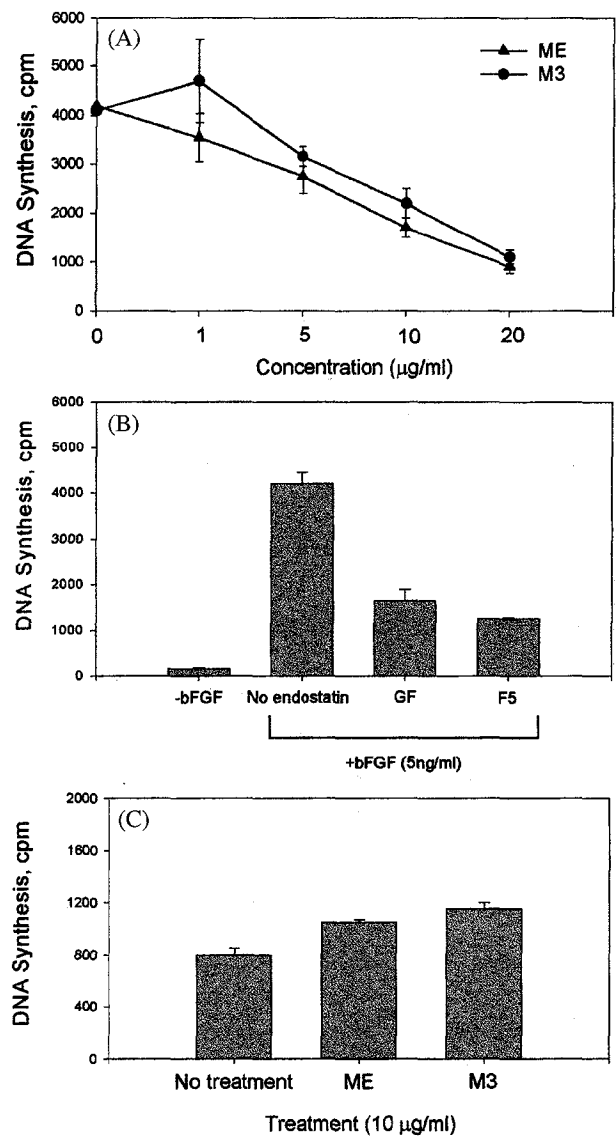 (A)
6000
5000
4000
3000
2000
1000
0
DNA Synthesis, cpm
ME
M3
0 1 5 10 20
Concentration (μg/ml)
(B)
6000
5000
4000
3000
2000
1000
0
DNA Synthesis, cpm
-bFGF No endostatin GF F5
+bFGF (5ng/ml)
(C)
2000
1600
1200
800
400
0
DNA Synthesis, cpm
No treatment ME M3
Treatment (10 μg/ml)